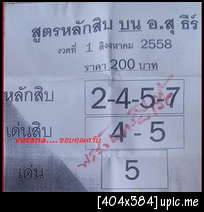 สูตรหลักสิบ บน อ.สุ ธีร์
งวดที่ 1 สิงหาคม 2558
ราคา 200 บาท
หลักสิบ 2-4-5-7
เด่นสิบ 4 - 5
เด่น 5
[404x384] upic.me